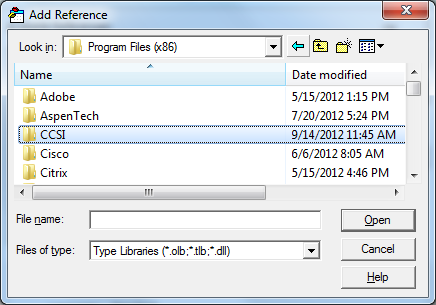 Add Reference
Look in: Program Files (x86)
Name Date modified
Adobe 5/15/2012 1:15 PM
AspenTech 7/20/2012 5:24 PM
CCSI 9/14/2012 11:45 AM
Cisco 6/6/2012 8:05 AM
Citrix 5/15/2012 4:46 PM
File name: Open
Files of type: Type Libraries (*.olb;*.tlb;*.dll) Cancel
Help